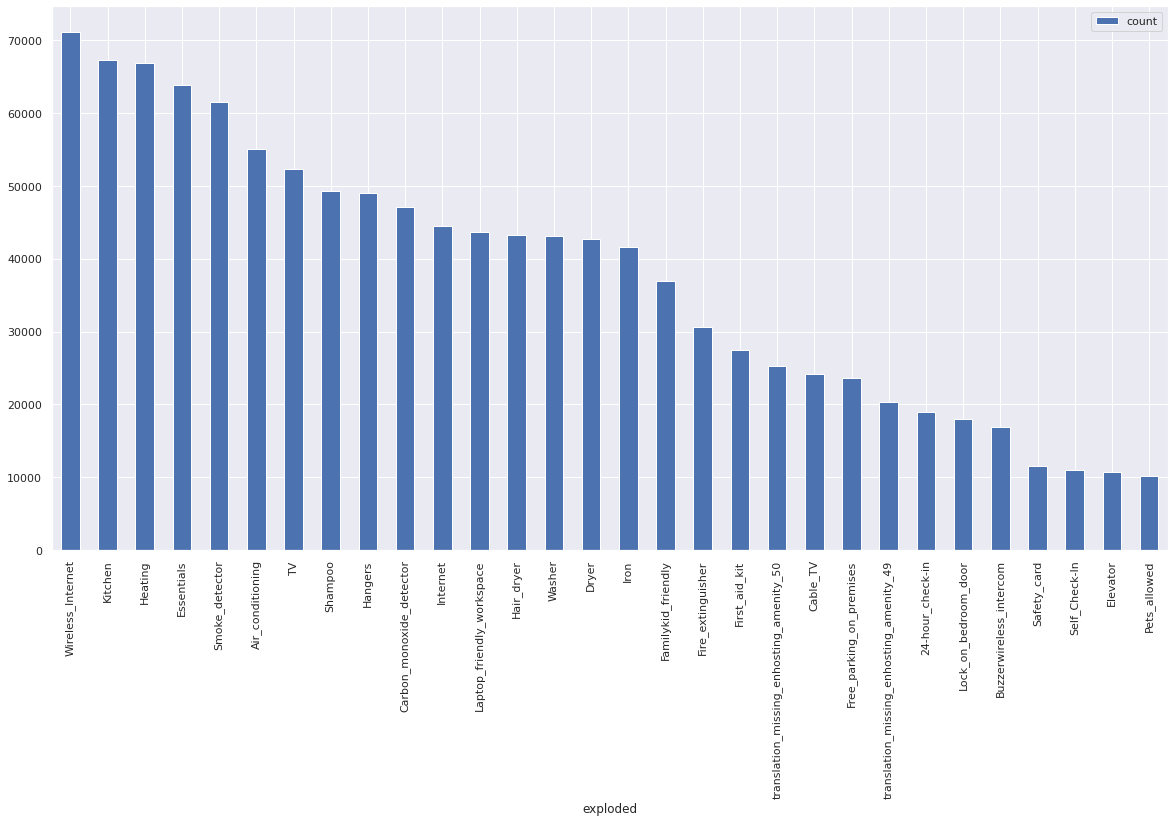 count
70000
60000
50000
40000
30000
20000
10000
0
Wireless_Internet
Kitchen
Heating
Essentials
Smoke_detector
Air_conditioning
TV
Shampoo
Hangers
Carbon_monoxide_detector
Internet
Laptop_friendly_workspace
Hair_dryer
Washer
Dryer
Iron
Familykid_friendly
Fire_extinguisher
First_aid_kit
translation_missing_enhosting_amenity_50
Cable_TV
Free_parking_on_premises
translation_missing_enhosting_amenity_49
24-hour_check-in
Lock_on_bedroom_door
Buzzerwireless_intercom
Safety_card
Self_Check-In
Elevator
Pets_allowed
exploded